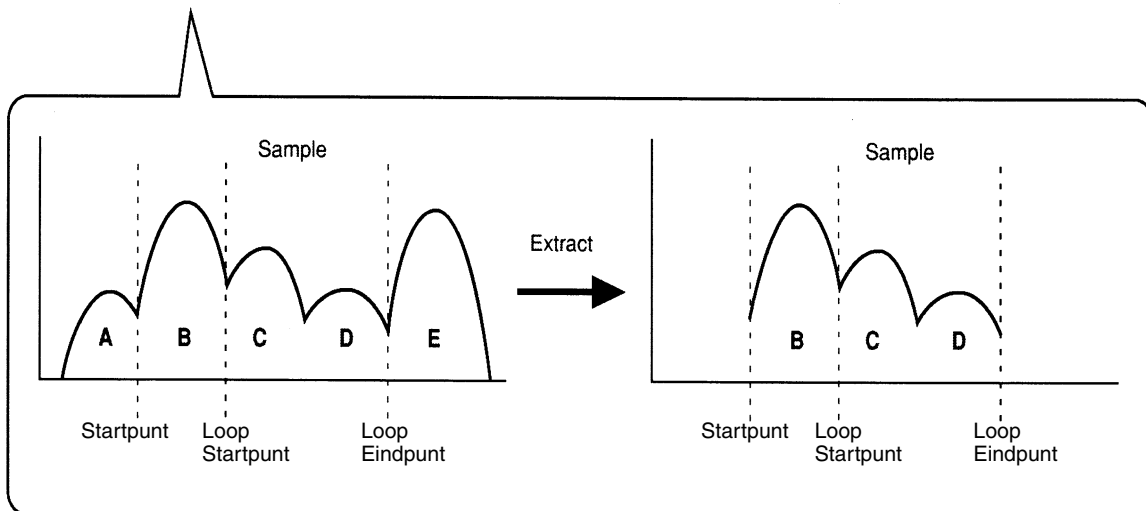 Sample
A B C D E
Startpunt
Loop
Startpunt
Loop
Eindpunt
Extract
Sample
B C D
Startpunt
Loop
Startpunt
Loop
Eindpunt